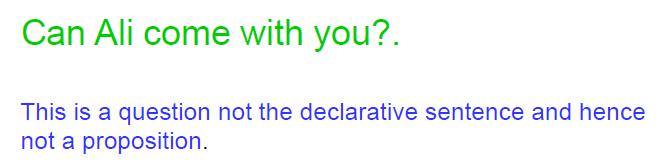 Can Ali come with you?.
This is a question not the declarative sentence and hence
not a proposition.